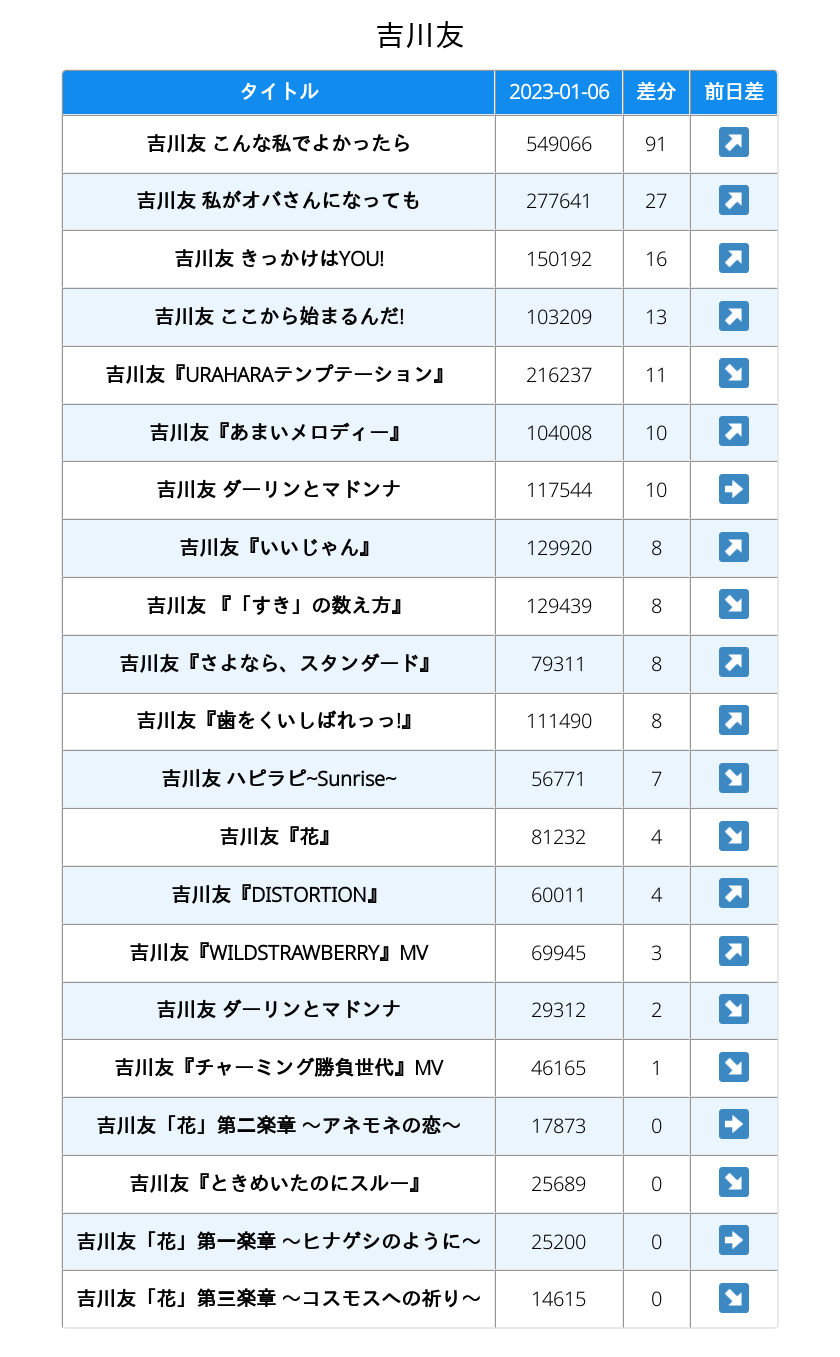 吉川友
タイトル 2023-01-06 差分 前日差
吉川友 こんな私でよかったら 549066 91
吉川友 私がオバさんになっても 277641 27
吉川友 きっかけはYOU! 150192 16
吉川友 ここから始まるんだ! 103209 13
吉川友『URAHARAテンプテーション』 216237 11
吉川友『あまいメロディー』 104008 10
吉川友 ダーリンとマドンナ 117544 10
吉川友『いいじゃん』 129920 8
吉川友 『「すき」の数え方』 129439 8
吉川友『さよなら、スタンダード』 79311 8
吉川友『歯をくいしばれっっ!』 111490 8
吉川友 ハピラピ~Sunrise~ 56771 7
吉川友『花』 81232 4
吉川友『DISTORTION』 60011 4
吉川友『WILDSTRAWBERRY』MV 69945 3
吉川友 ダーリンとマドンナ 29312 2
吉川友『チャーミング勝負世代』MV 46165 1
吉川友「花」第二楽章 〜アネモネの恋〜 17873 0
吉川友『ときめいたのにスルー』 25689 0
吉川友「花」第一楽章 〜ヒナゲシのように〜 25200 0
吉川友「花」第三楽章 〜コスモスへの祈り〜 14615 0